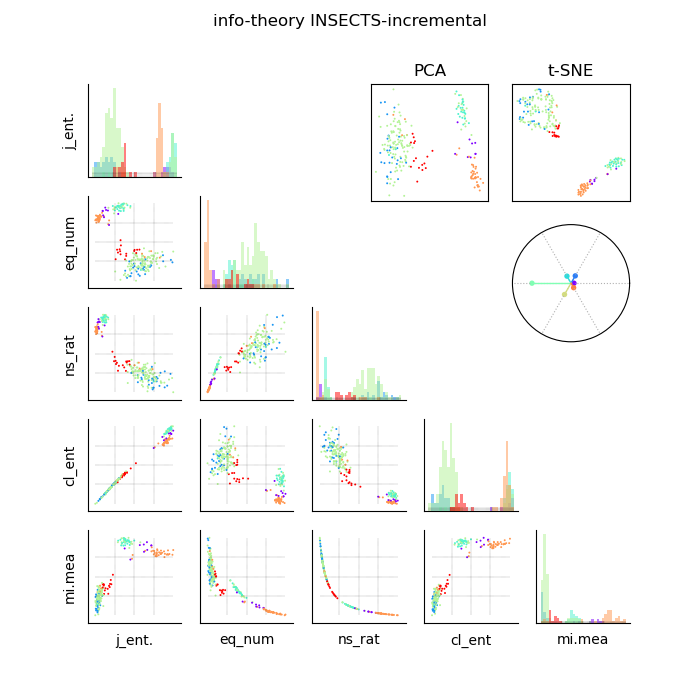 info-theory INSECTS-incremental
PCA
t-SNE
j_ent.
eq_num
ns_rat
cl_ent
mi.mea
j_ent.
eq_num
ns_rat
cl_ent
mi.mea